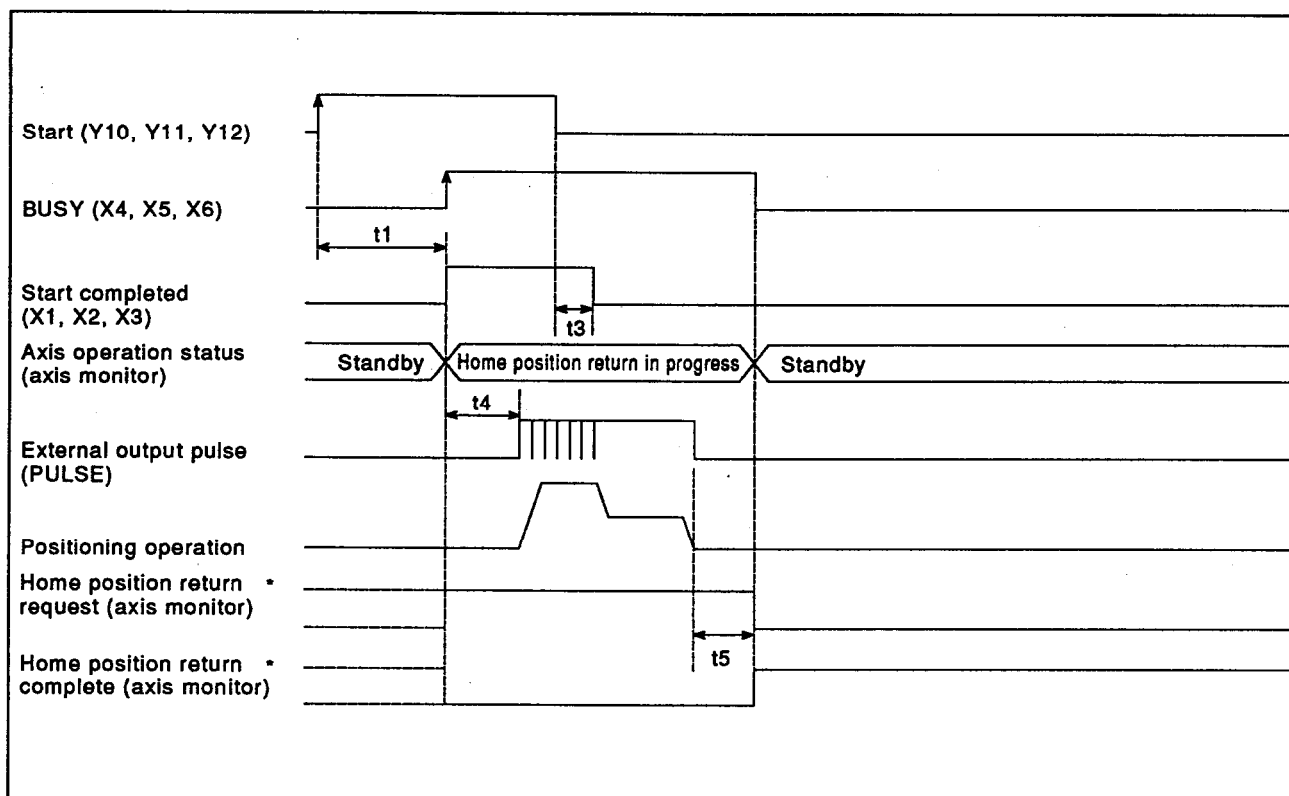 Start (Y10, Y11, Y12)
BUSY (X4, X5, X6)
t1
Start completed
(X1, X2, X3)
t3
Axis operation status
(axis monitor)
Standby
Home position return in progress
Standby
t4
External output pulse
(PULSE)
Positioning operation
Home position return *
request (axis monitor)
t5
Home position return *
complete (axis monitor)